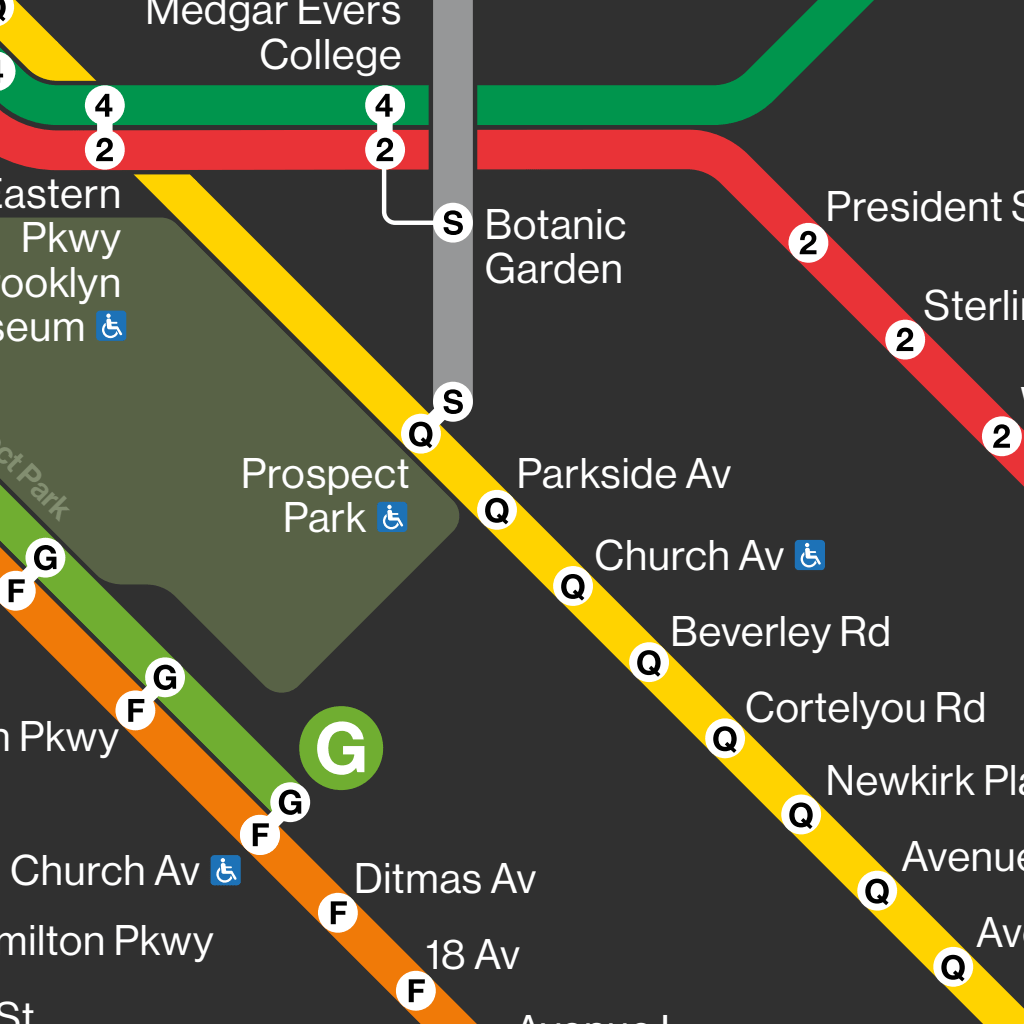 Q
Medgar Evers
College
4
4
4
2
2
Eastern
Pkwy
ooklyn
seum
S
Botanic
Garden
President S
2
Sterli
2
2
S
Q
Prospect
Park
Parkside Av
Q
ct Park
Church Av
Q
G
F
Beverley Rd
Q
G
F
n Pkwy
Cortelyou Rd
Q
G
Newkirk Pla
Q
G
F
Church Av
Ditmas Av
F
Avenue
Q
milton Pkwy
18 Av
F
Av
Q
St